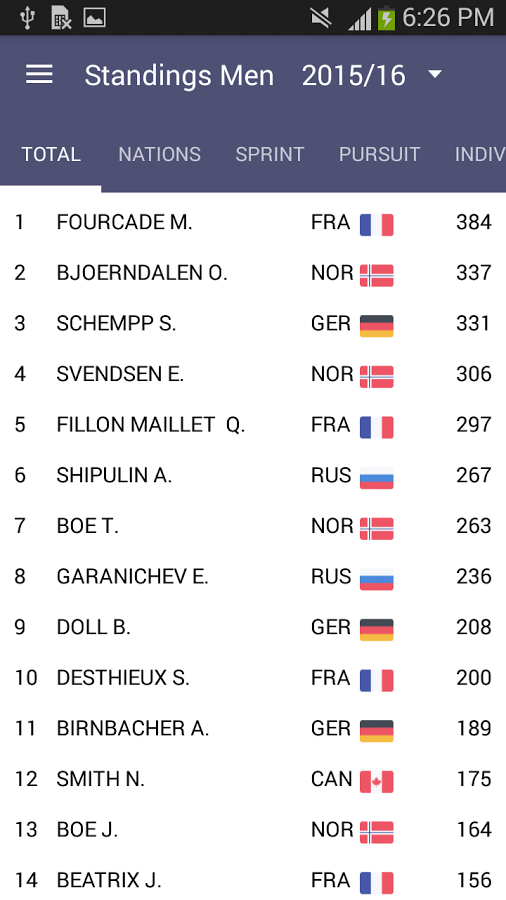 6:26 PM
Standings Men 2015/16
TOTAL NATIONS SPRINT PURSUIT INDIV
1 FOURCADE M. FRA 384
2 BJOERNDALEN O. NOR 337
3 SCHEMPP S. GER 331
4 SVENDSEN E. NOR 306
5 FILLON MAILLET  Q. FRA 297
6 SHIPULIN A. RUS 267
7 BOE T. NOR 263
8 GARANICHEV E. RUS 236
9 DOLL B. GER 208
10 DESTHIEUX S. FRA 200
11 BIRNBACHER A. GER 189
12 SMITH N. CAN 175
13 BOE J. NOR 164
14 BEATRIX J. FRA 156